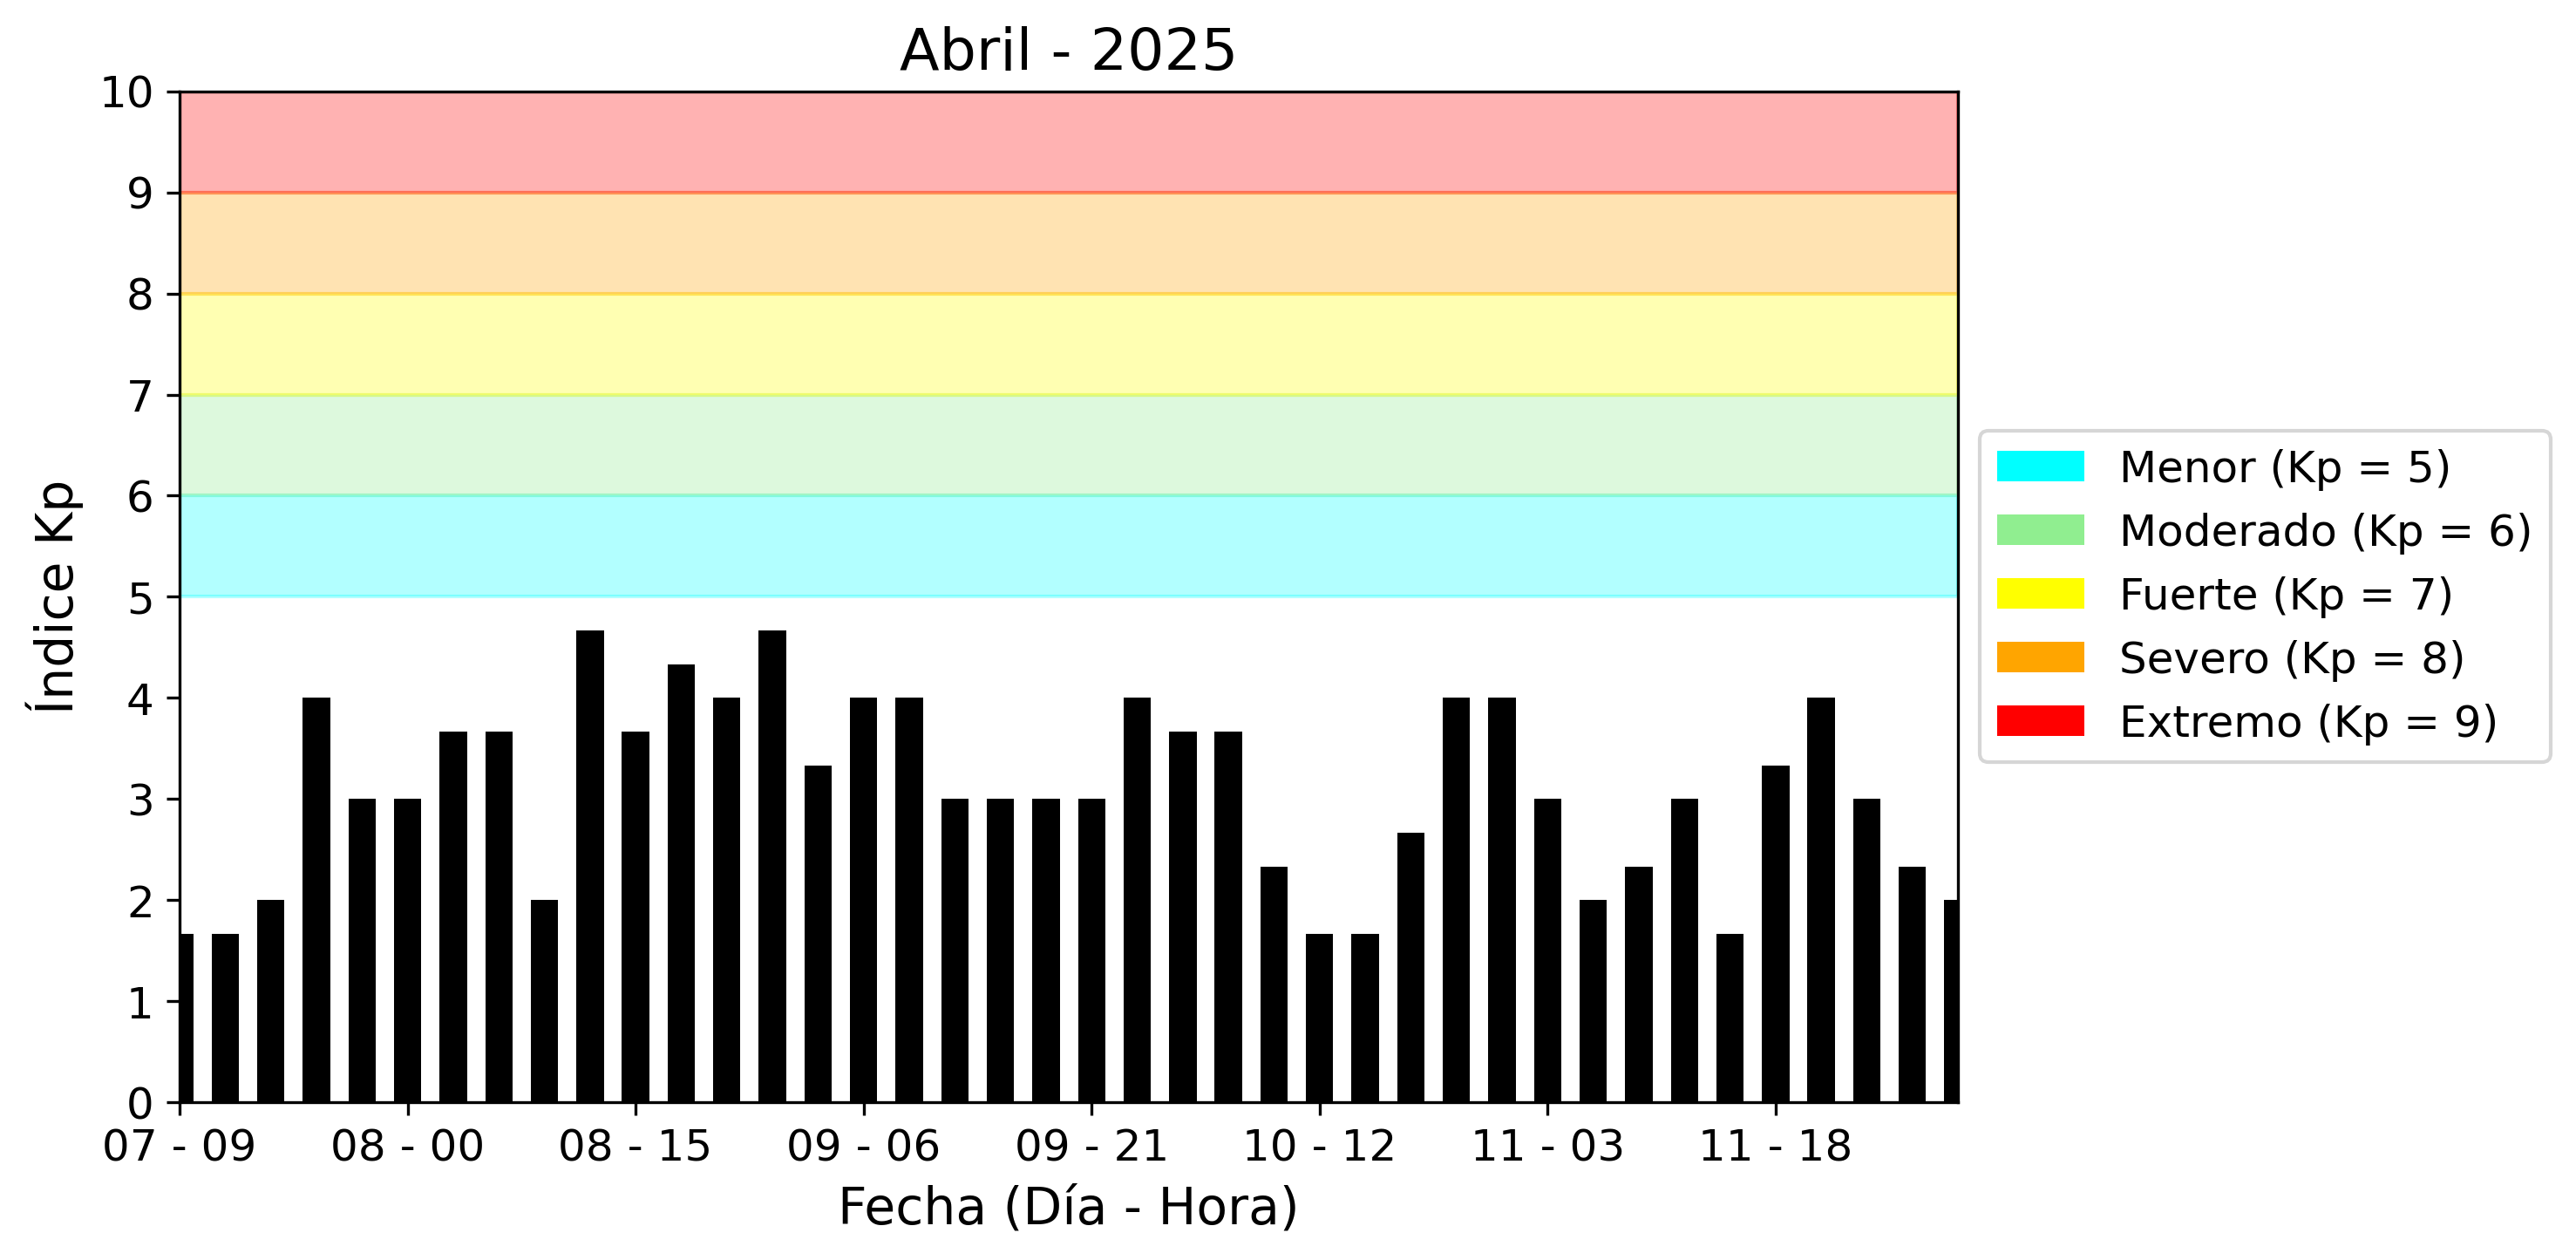 Abril - 2025
10
9
8
7
6
5
4
3
2
1
0
Índice Kp
07 - 09
08 - 00
08 - 15
09 - 06
09 - 21
10 - 12
11 - 03
11 - 18
Fecha (Día - Hora)
Menor (Kp = 5)
Moderado (Kp = 6)
Fuerte (Kp = 7)
Severo (Kp = 8)
Extremo (Kp = 9)